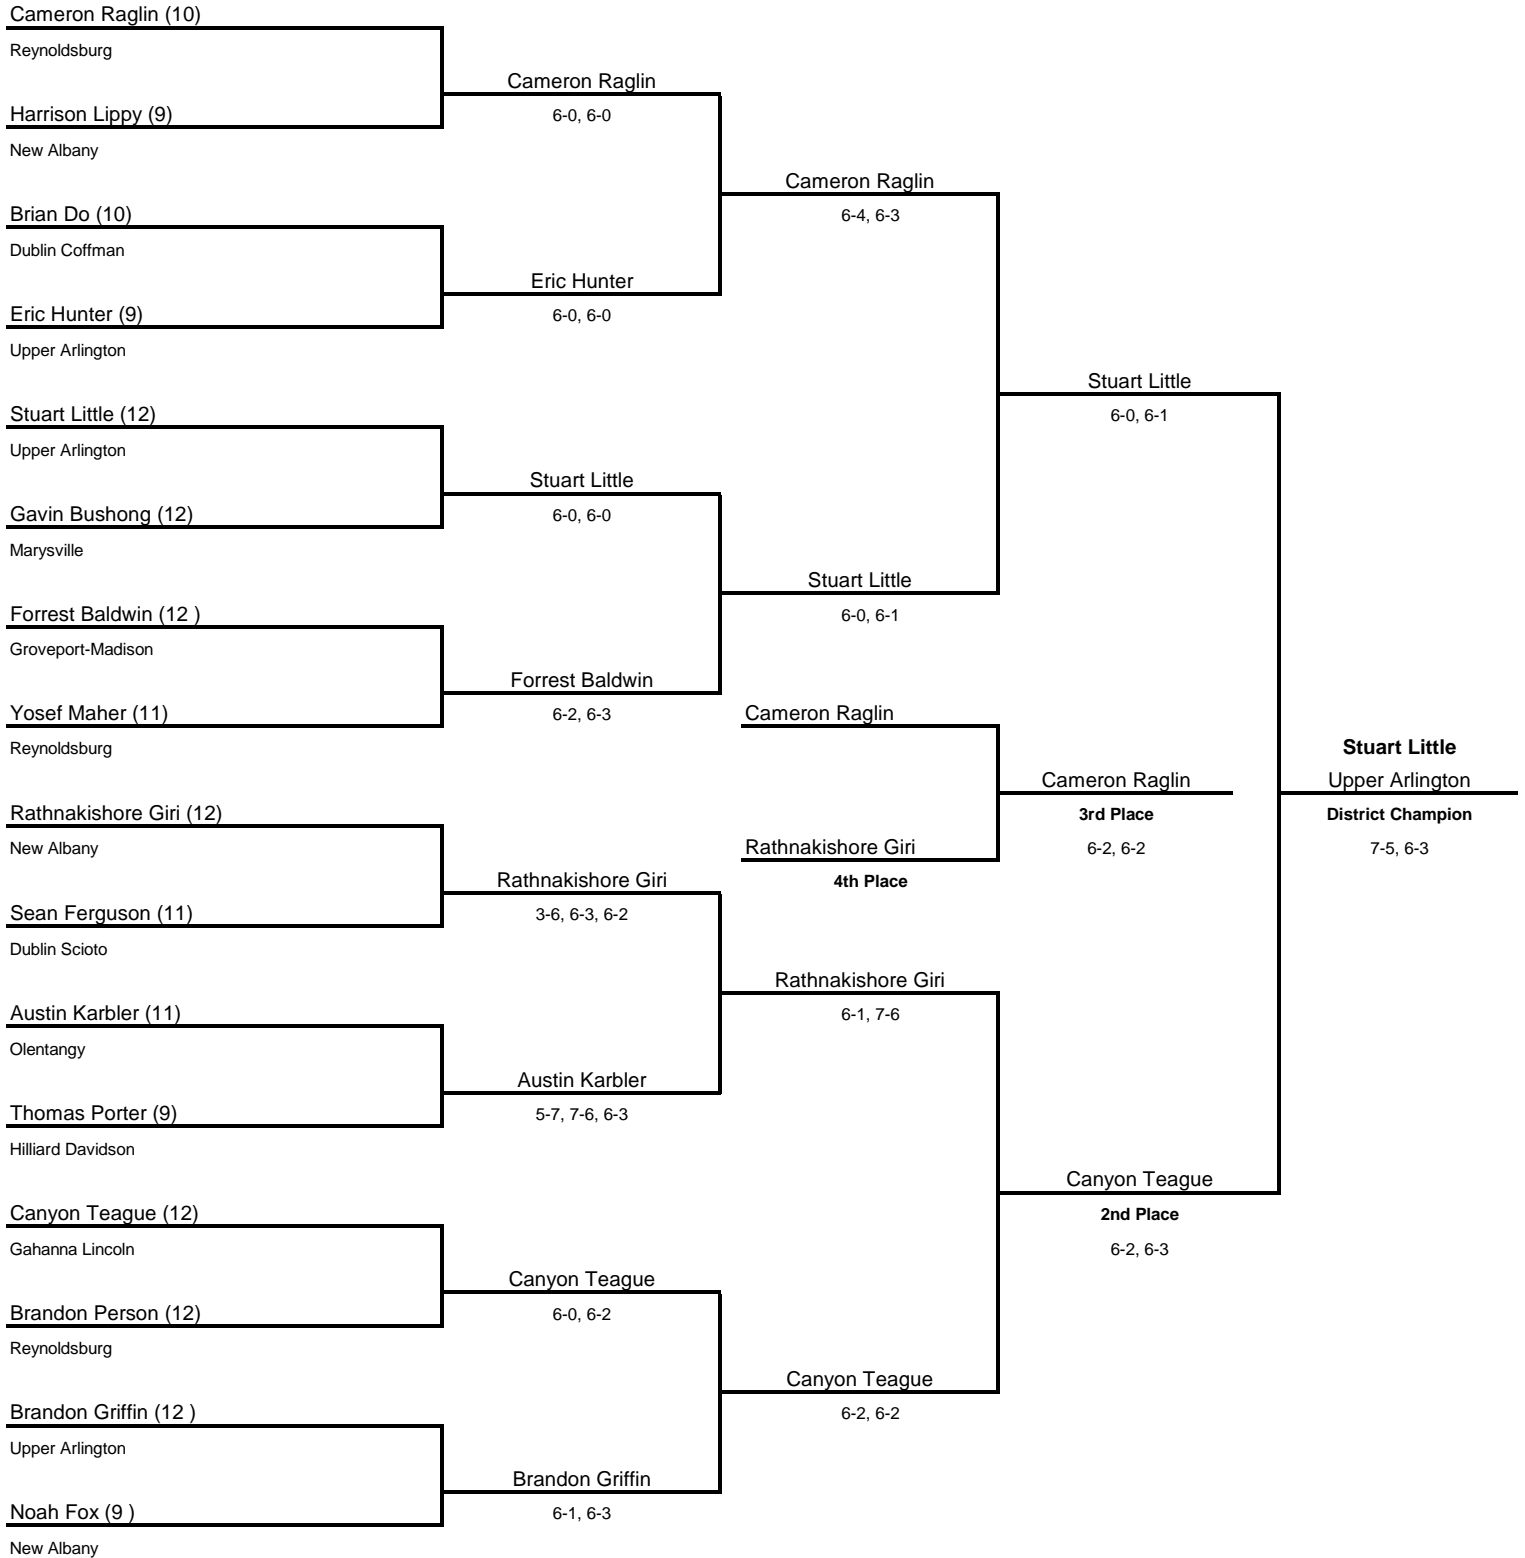 Cameron Raglin (10)
Reynoldsburg
Cameron Raglin
Harrison Lippy (9)
6-0, 6-0
New Albany
Cameron Raglin
Brian Do (10)
6-4, 6-3
Dublin Coffman
Eric Hunter
Eric Hunter (9)
6-0, 6-0
Upper Arlington
Stuart Little
Stuart Little (12)
6-0, 6-1
Upper Arlington
Stuart Little
Gavin Bushong (12)
6-0, 6-0
Marysville
Stuart Little
Forrest Baldwin (12 )
6-0, 6-1
Groveport-Madison
Forrest Baldwin
Yosef Maher (11)
6-2, 6-3
Cameron Raglin
Reynoldsburg
Stuart Little
Cameron Raglin
Upper Arlington
Rathnakishore Giri (12)
3rd Place
District Champion
New Albany
Rathnakishore Giri
6-2, 6-2
7-5, 6-3
Rathnakishore Giri
4th Place
Sean Ferguson (11)
3-6, 6-3, 6-2
Dublin Scioto
Rathnakishore Giri
Austin Karbler (11)
6-1, 7-6
Olentangy
Austin Karbler
Thomas Porter (9)
5-7, 7-6, 6-3
Hilliard Davidson
Canyon Teague
Canyon Teague (12)
2nd Place
Gahanna Lincoln
6-2, 6-3
Canyon Teague
Brandon Person (12)
6-0, 6-2
Reynoldsburg
Canyon Teague
Brandon Griffin (12 )
6-2, 6-2
Upper Arlington
Brandon Griffin
Noah Fox (9 )
6-1, 6-3
New Albany